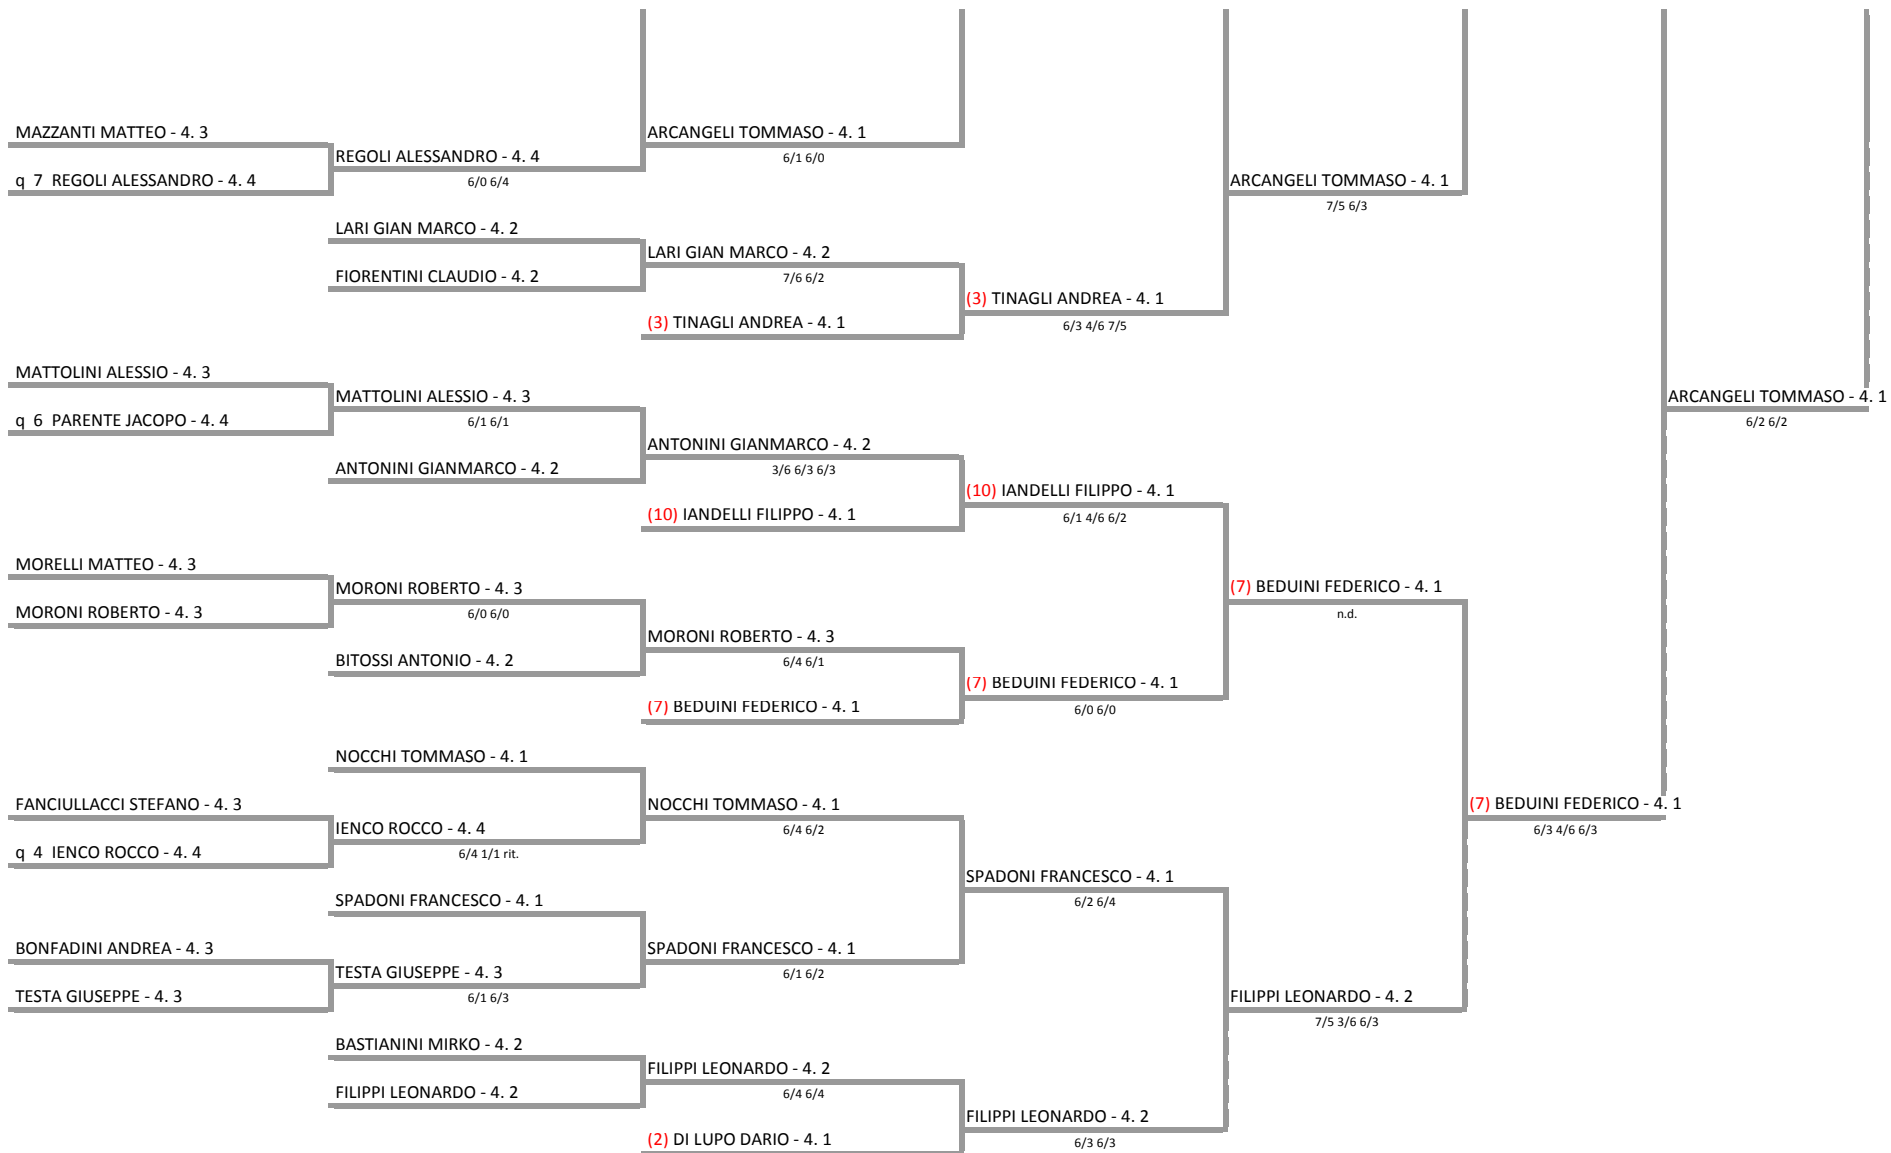 MAZZANTI MATTEO - 4. 3
ARCANGELI TOMMASO - 4. 1
REGOLI ALESSANDRO - 4. 4
6/1 6/0
q 7 REGOLI ALESSANDRO - 4. 4
6/0 6/4
ARCANGELI TOMMASO - 4. 1
7/5 6/3
LARI GIAN MARCO - 4. 2
LARI GIAN MARCO - 4. 2
FIORENTINI CLAUDIO - 4. 2
7/6 6/2
(3) TINAGLI ANDREA - 4. 1
(3) TINAGLI ANDREA - 4. 1
6/3 4/6 7/5
MATTOLINI ALESSIO - 4. 3
MATTOLINI ALESSIO - 4. 3
ARCANGELI TOMMASO - 4. 1
q 6 PARENTE JACOPO - 4. 4
6/1 6/1
6/2 6/2
ANTONINI GIANMARCO - 4. 2
ANTONINI GIANMARCO - 4. 2
3/6 6/3 6/3
(10) IANDELLI FILIPPO - 4. 1
(10) IANDELLI FILIPPO - 4. 1
6/1 4/6 6/2
MORELLI MATTEO - 4. 3
MORONI ROBERTO - 4. 3
(7) BEDUINI FEDERICO - 4. 1
MORONI ROBERTO - 4. 3
6/0 6/0
n.d.
MORONI ROBERTO - 4. 3
BITOSSI ANTONIO - 4. 2
6/4 6/1
(7) BEDUINI FEDERICO - 4. 1
(7) BEDUINI FEDERICO - 4. 1
6/0 6/0
NOCCHI TOMMASO - 4. 1
FANCIULLACCI STEFANO - 4. 3
NOCCHI TOMMASO - 4. 1
(7) BEDUINI FEDERICO - 4. 1
IENCO ROCCO - 4. 4
6/4 6/2
6/3 4/6 6/3
q 4 IENCO ROCCO - 4. 4
6/4 1/1 rit.
SPADONI FRANCESCO - 4. 1
6/2 6/4
SPADONI FRANCESCO - 4. 1
BONFADINI ANDREA - 4. 3
SPADONI FRANCESCO - 4. 1
TESTA GIUSEPPE - 4. 3
6/1 6/2
TESTA GIUSEPPE - 4. 3
6/1 6/3
FILIPPI LEONARDO - 4. 2
7/5 3/6 6/3
BASTIANINI MIRKO - 4. 2
FILIPPI LEONARDO - 4. 2
FILIPPI LEONARDO - 4. 2
6/4 6/4
FILIPPI LEONARDO - 4. 2
(2) DI LUPO DARIO - 4. 1
6/3 6/3